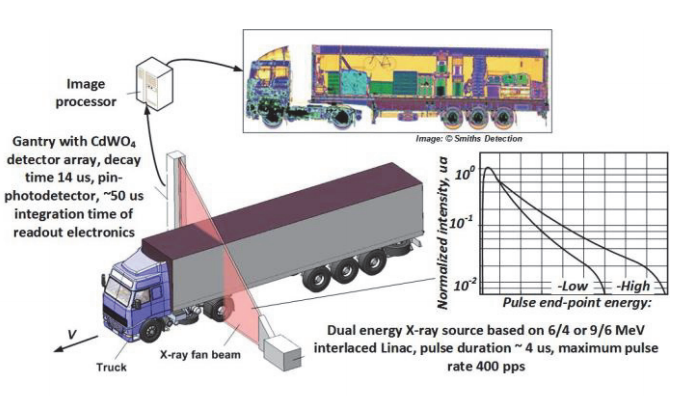 Image
processor
Image: © Smiths Detection
Gantry with CdWO₄
detector array, decay
time 14 us, pin-
photodetector, ~50 us
integration time of
readout electronics
Normalized intensity, ua
10⁰
10⁻¹
10⁻²
-Low
-High
Pulse end-point energy:
V
Truck
X-ray fan beam
Dual energy X-ray source based on 6/4 or 9/6 MeV
interlaced Linac, pulse duration ~ 4 us, maximum pulse
rate 400 pps